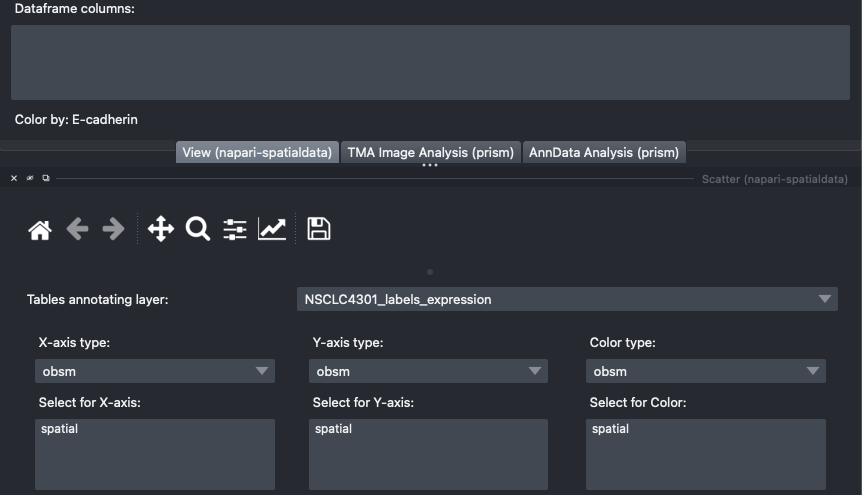 Dataframe columns:
Color by: E-cadherin
View (napari-spatialdata) TMA Image Analysis (prism) AnnData Analysis (prism)
Scatter (napari-spatialdata)
Tables annotating layer: NSCLC4301_labels_expression
X-axis type: Y-axis type: Color type:
obsm obsm obsm
Select for X-axis: Select for Y-axis: Select for Color:
spatial spatial spatial